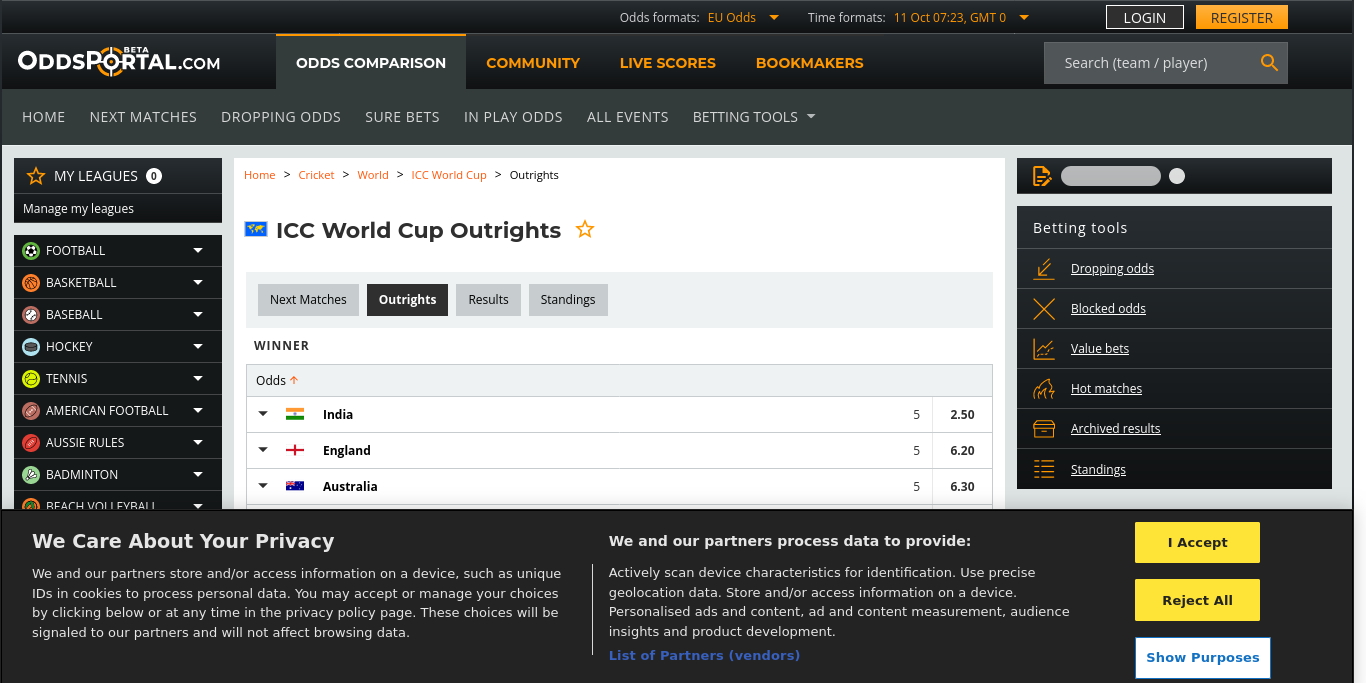 Odds formats: EU Odds Time formats: 11 Oct 07:23, GMT 0 LOGIN REGISTER
ODDSPORTAL.COM BETA
ODDS COMPARISON COMMUNITY LIVE SCORES BOOKMAKERS
Search (team / player)
HOME NEXT MATCHES DROPPING ODDS SURE BETS IN PLAY ODDS ALL EVENTS BETTING TOOLS
MY LEAGUES 0
Manage my leagues
FOOTBALL
BASKETBALL
BASEBALL
HOCKEY
TENNIS
AMERICAN FOOTBALL
AUSSIE RULES
BADMINTON
BEACH VOLLEYBALL
Home > Cricket > World > ICC World Cup > Outrights
ICC World Cup Outrights
Next Matches Outrights Results Standings
WINNER
Odds
India 5 2.50
England 5 6.20
Australia 5 6.30
Betting tools
Dropping odds
Blocked odds
Value bets
Hot matches
Archived results
Standings
We Care About Your Privacy
We and our partners store and/or access information on a device, such as unique
IDs in cookies to process personal data. You may accept or manage your choices
by clicking below or at any time in the privacy policy page. These choices will be
signaled to our partners and will not affect browsing data.
We and our partners process data to provide:
Actively scan device characteristics for identification. Use precise
geolocation data. Store and/or access information on a device.
Personalised ads and content, ad and content measurement, audience
insights and product development.
List of Partners (vendors)
I Accept
Reject All
Show Purposes